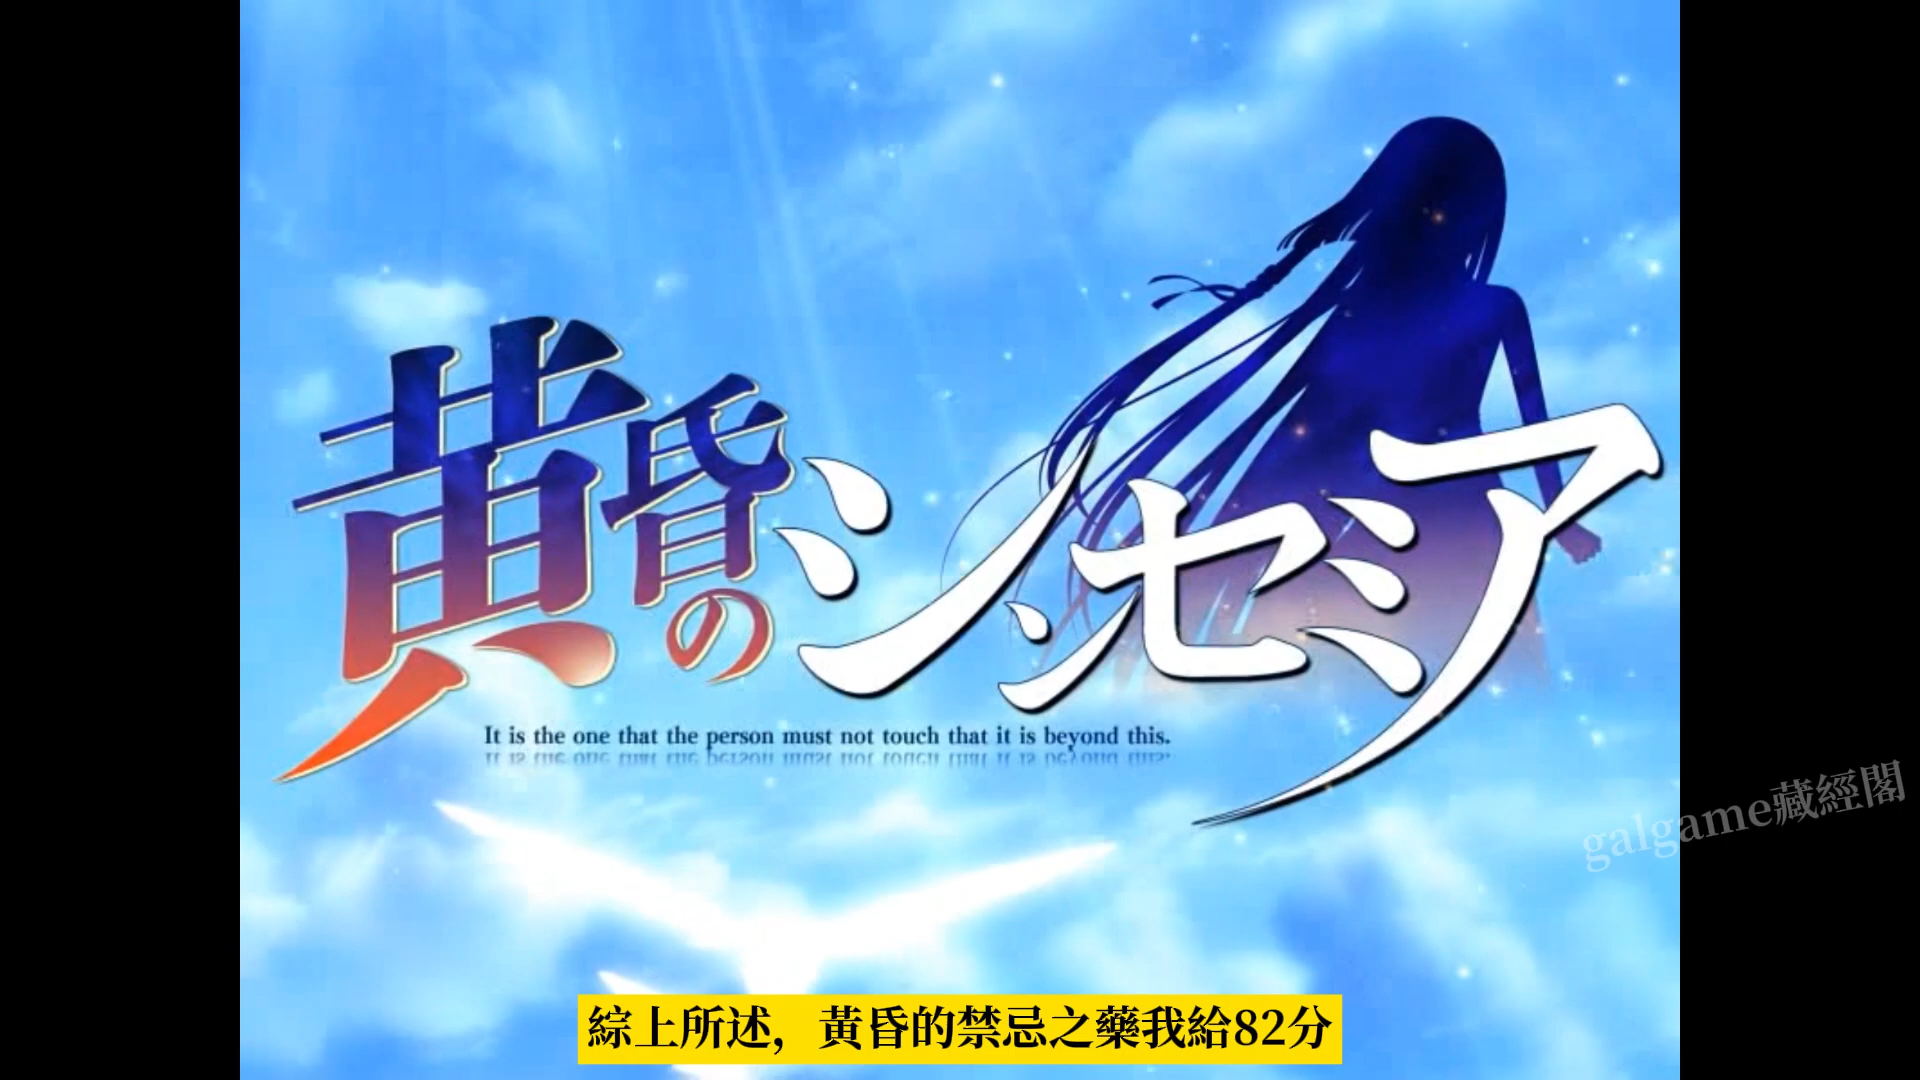 黄昏のシンセミア
It is the one that the person must not touch that it is beyond this.
galgame藏經閣
綜上所述，黃昏的禁忌之藥我給82分